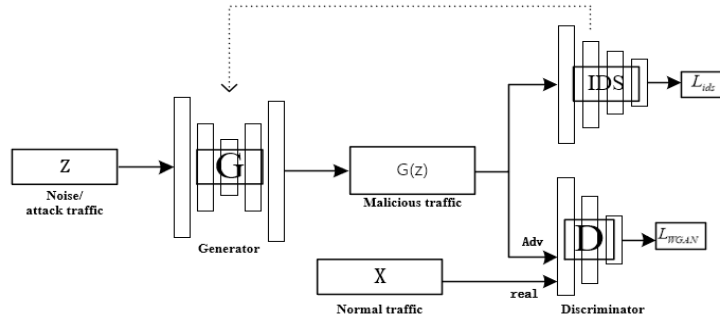 IDS
L_ids
Z
G
G(z)
Noise/
attack traffic
Malicious traffic
Generator
Adv
D
L_WGAN
X
real
Normal traffic
Discriminator